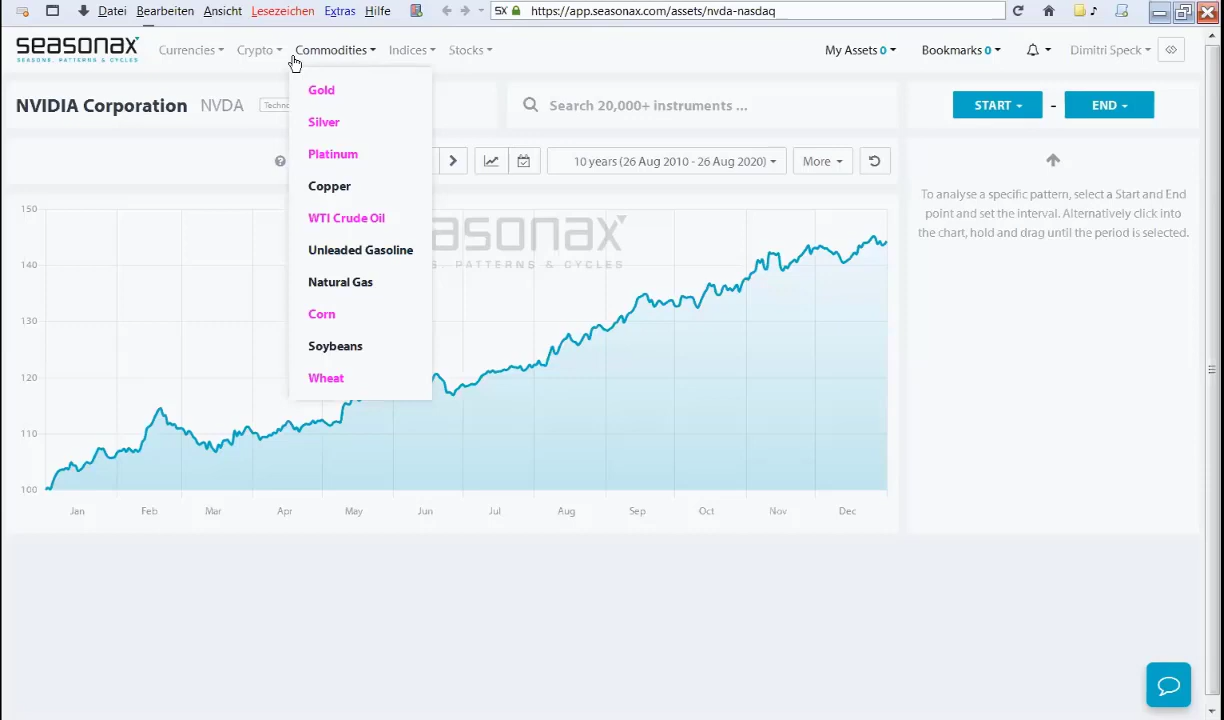 Datei Bearbeiten Ansicht Lesezeichen Extras Hilfe
SX https://app.seasonax.com/assets/nvda-nasdaq
seasonax
SEASONS, PATTERNS & CYCLES
Currencies Crypto Commodities Indices Stocks
My Assets 0 Bookmarks 0 Dimitri Speck
Gold
Silver
Platinum
Copper
WTI Crude Oil
Unleaded Gasoline
Natural Gas
Corn
Soybeans
Wheat
NVIDIA Corporation NVDA Techno
Search 20,000+ instruments ...
START - END
10 years (26 Aug 2010 - 26 Aug 2020) More
To analyse a specific pattern, select a Start and End
point and set the interval. Alternatively click into
the chart, hold and drag until the period is selected.
150
140
130
120
110
100
Jan Feb Mar Apr May Jun Jul Aug Sep Oct Nov Dec
asonax
S, PATTERNS & CYCLES